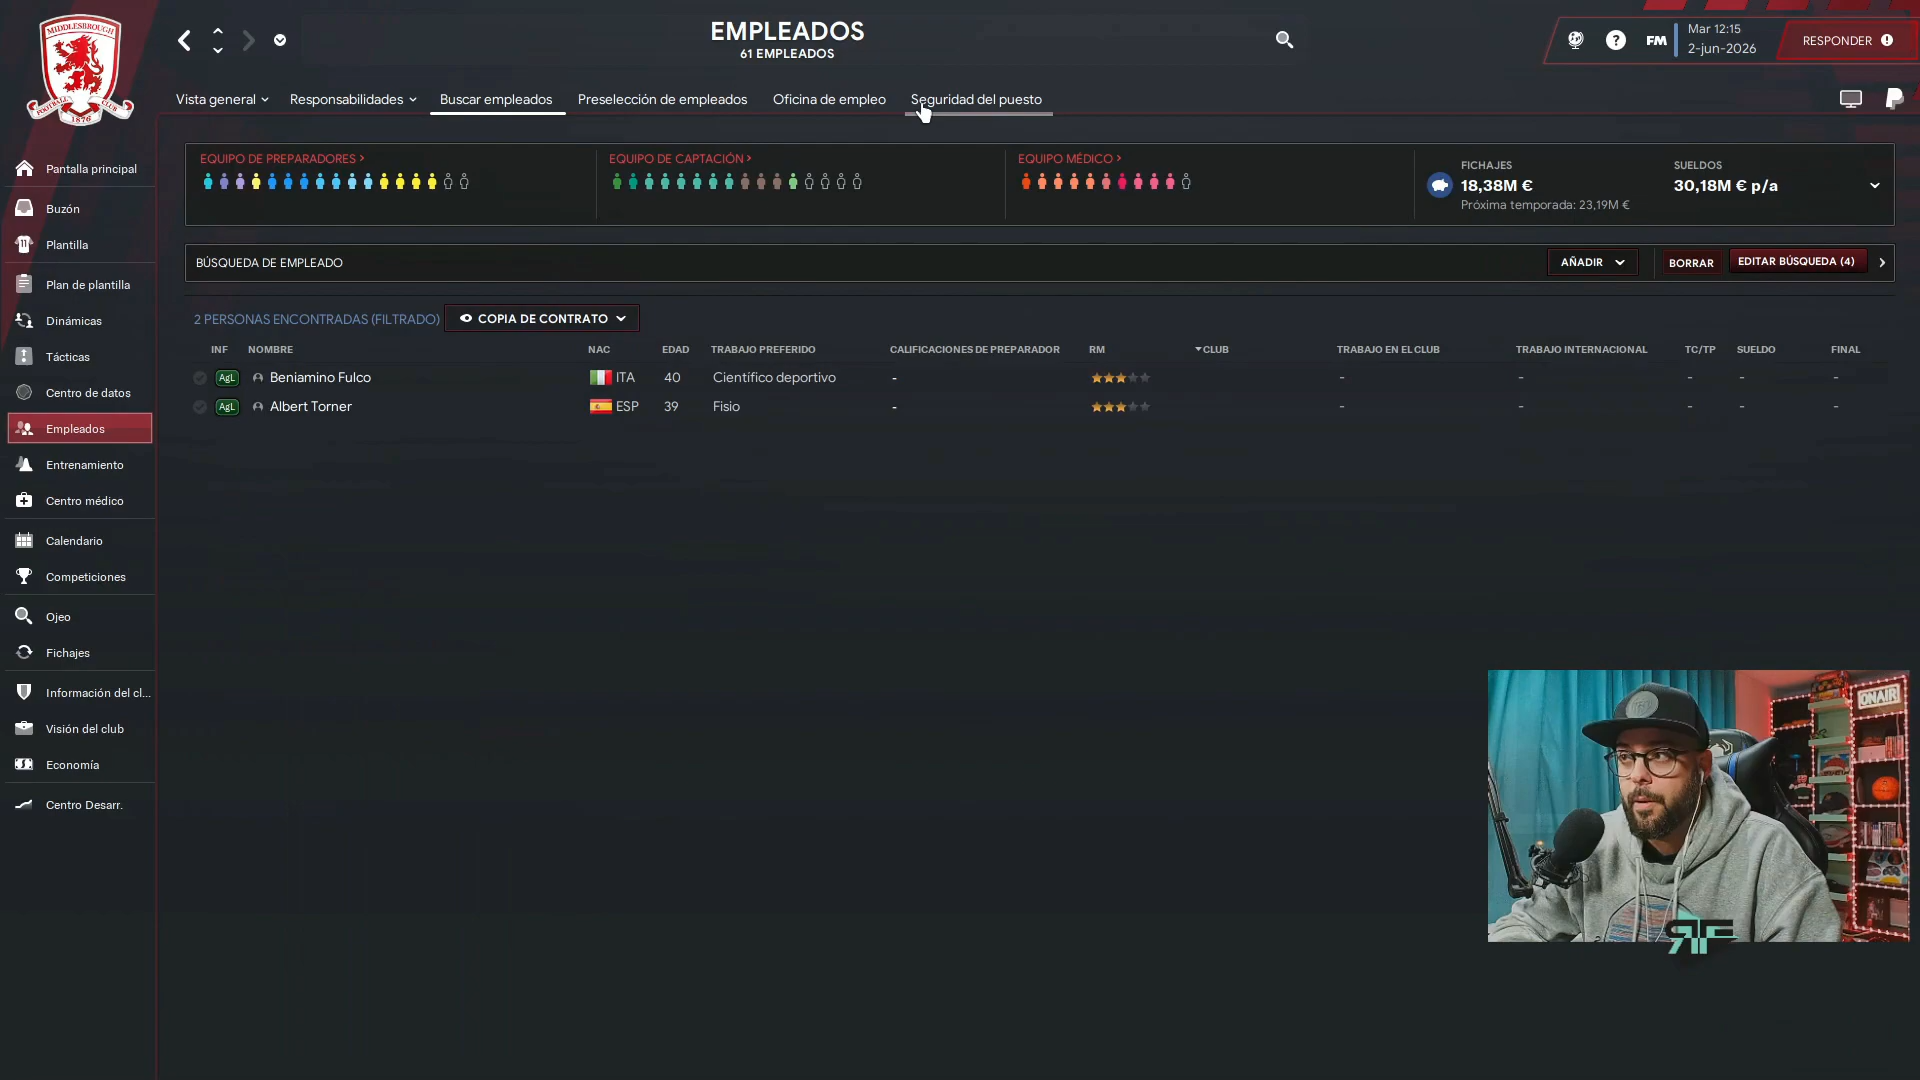 MIDDLESBROUGH
FOOTBALL CLUB
1876
EMPLEADOS
61 EMPLEADOS
FM
Mar 12:15
2-jun-2026
RESPONDER
Vista general
Responsabilidades
Buscar empleados
Preselección de empleados
Oficina de empleo
Seguridad del puesto
Pantalla principal
Buzón
Plantilla
Plan de plantilla
Dinámicas
Tácticas
Centro de datos
Empleados
Entrenamiento
Centro médico
Calendario
Competiciones
Ojeo
Fichajes
Información del cl...
Visión del club
Economía
Centro Desarr.
EQUIPO DE PREPARADORES >
EQUIPO DE CAPTACIÓN >
EQUIPO MÉDICO >
FICHAJES
18,38M €
Próxima temporada: 23,19M €
SUELDOS
30,18M € p/a
BÚSQUEDA DE EMPLEADO
AÑADIR
BORRAR
EDITAR BÚSQUEDA (4)
2 PERSONAS ENCONTRADAS (FILTRADO)
COPIA DE CONTRATO
INF NOMBRE NAC EDAD TRABAJO PREFERIDO CALIFICACIONES DE PREPARADOR RM CLUB TRABAJO EN EL CLUB TRABAJO INTERNACIONAL TC/TP SUELDO FINAL
AgL Beniamino Fulco ITA 40 Científico deportivo - - - - - -
AgL Albert Torner ESP 39 Fisio - - - - - -
ON AIR